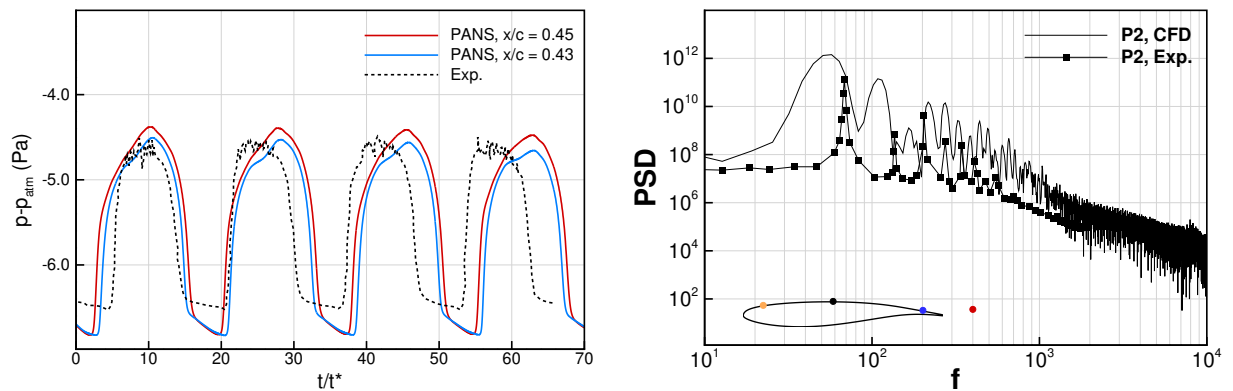 PANS, x/c = 0.45
PANS, x/c = 0.43
Exp.
-4.0
-5.0
-6.0
p-p_atm (Pa)
0 10 20 30 40 50 60 70
t/t*
P2, CFD
P2, Exp.
10^12
10^10
10^8
10^6
10^4
10^2
PSD
10^1 10^2 10^3 10^4
f